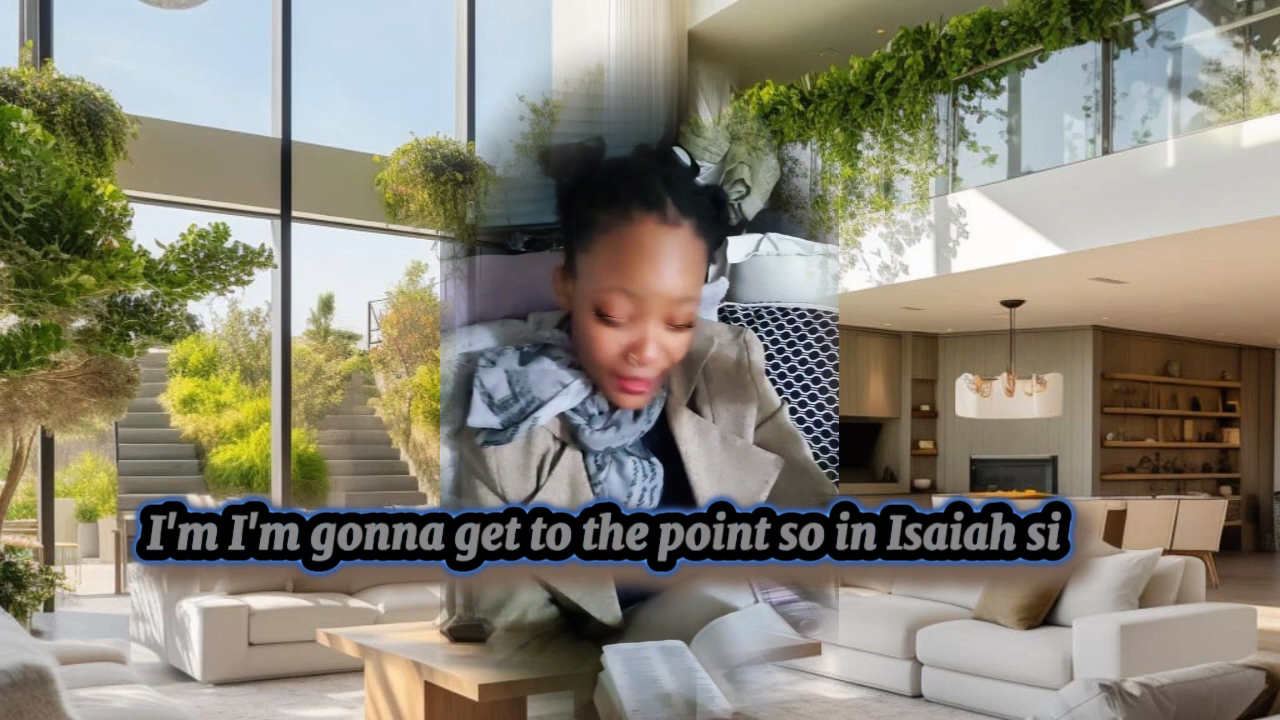 I'm I'm gonna get to the point so in Isaiah si